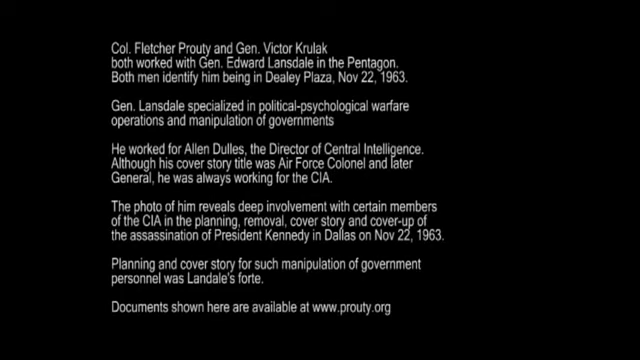 Col. Fletcher Prouty and Gen. Victor Krulak
both worked with Gen. Edward Lansdale in the Pentagon.
Both men identify him being in Dealey Plaza, Nov 22, 1963.
Gen. Lansdale specialized in political-psychological warfare
operations and manipulation of governments
He worked for Allen Dulles, the Director of Central Intelligence.
Although his cover story title was Air Force Colonel and later
General, he was always working for the CIA.
The photo of him reveals deep involvement with certain members
of the CIA in the planning, removal, cover story and cover-up of
the assassination of President Kennedy in Dallas on Nov 22, 1963.
Planning and cover story for such manipulation of government
personnel was Landale's forte.
Documents shown here are available at www.prouty.org